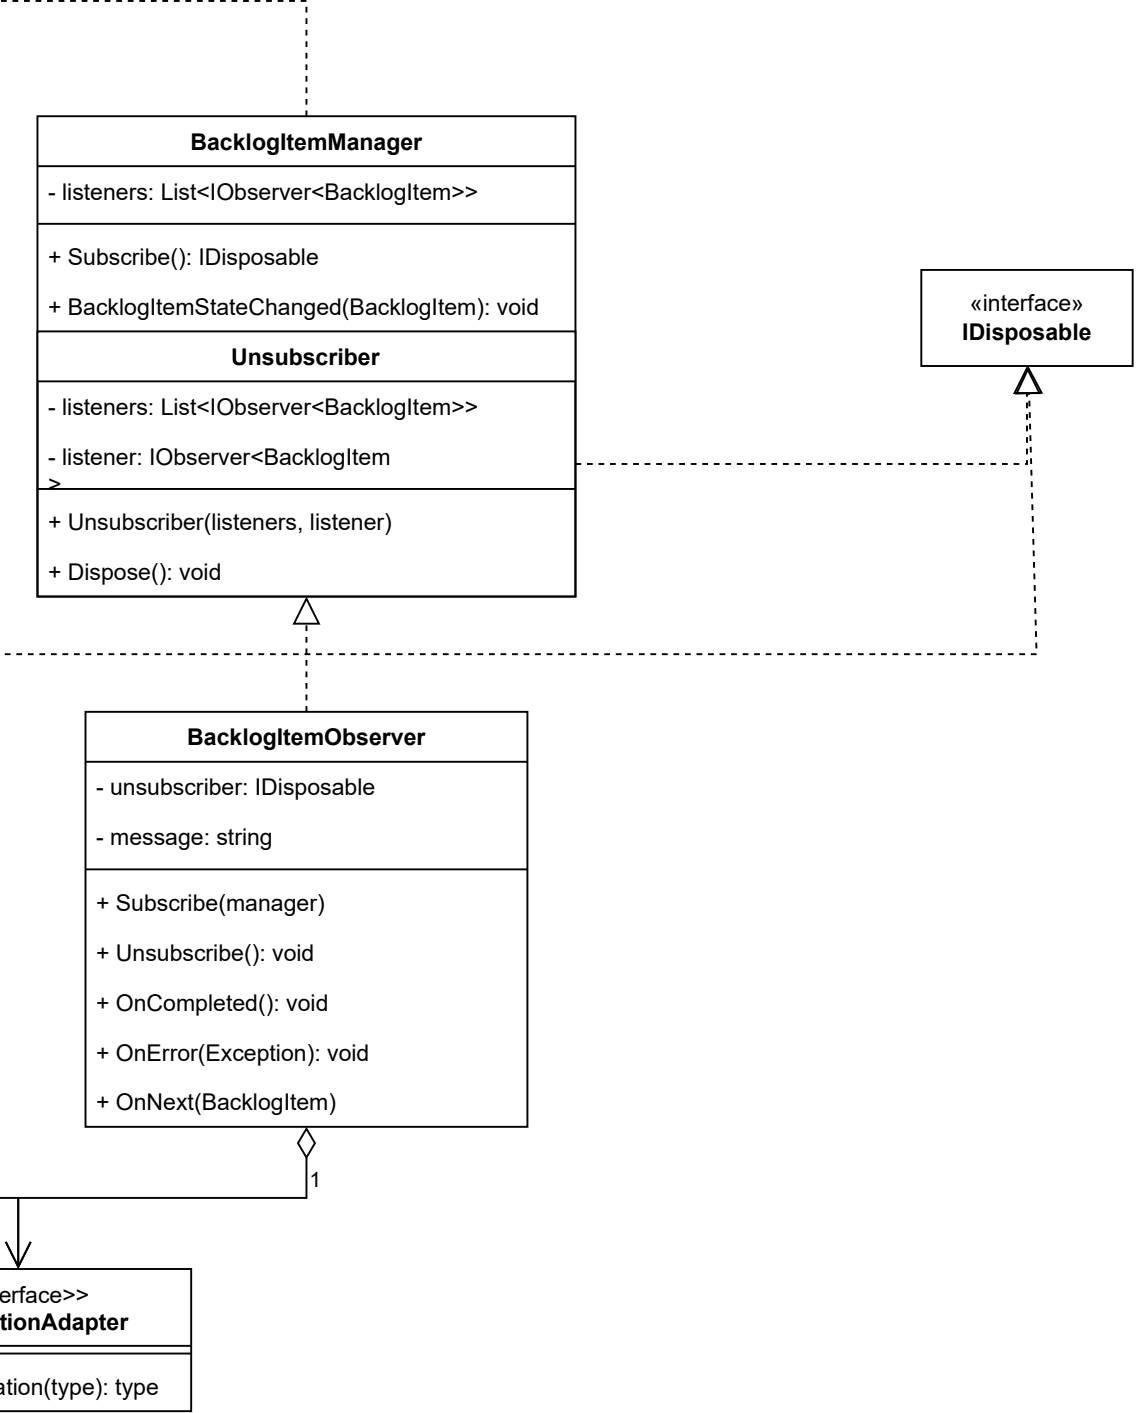 BacklogItemManager
- listeners: List<IObserver<BacklogItem>>
+ Subscribe(): IDisposable
+ BacklogItemStateChanged(BacklogItem): void
Unsubscriber
- listeners: List<IObserver<BacklogItem>>
- listener: IObserver<BacklogItem
>
+ Unsubscriber(listeners, listener)
+ Dispose(): void
«interface»
IDisposable
BacklogItemObserver
- unsubscriber: IDisposable
- message: string
+ Subscribe(manager)
+ Unsubscribe(): void
+ OnCompleted(): void
+ OnError(Exception): void
+ OnNext(BacklogItem)
1
erface>>
tionAdapter
ation(type): type